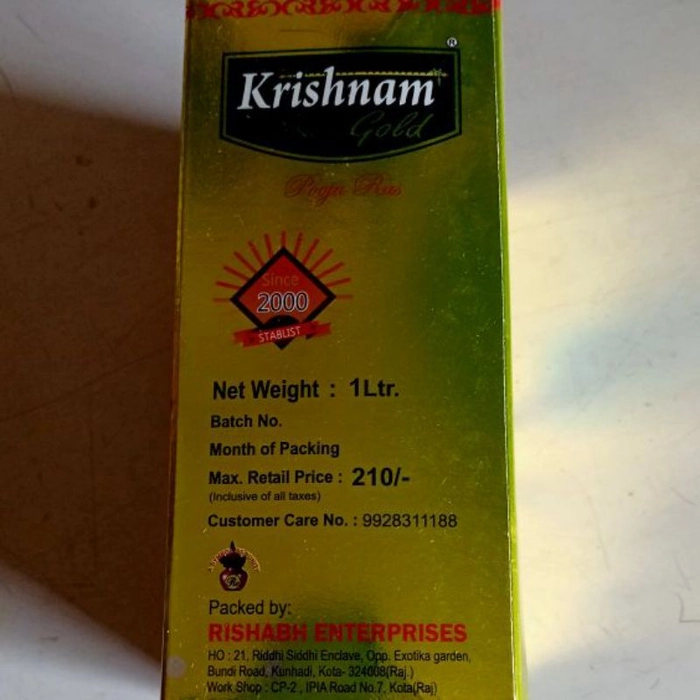 Krishnam®
Gold
Pooja Ras
Since
2000
STABLIST
Net Weight : 1Ltr.
Batch No.
Month of Packing
Max. Retail Price : 210/-
(Inclusive of all taxes)
Customer Care No. : 9928311188
Packed by:
RISHABH ENTERPRISES
HO : 21, Riddhi Siddhi Enclave, Opp. Exotika garden,
Bundi Road, Kunhadi, Kota- 324008(Raj.)
Work Shop : CP-2 , IPIA Road No.7, Kota(Raj)